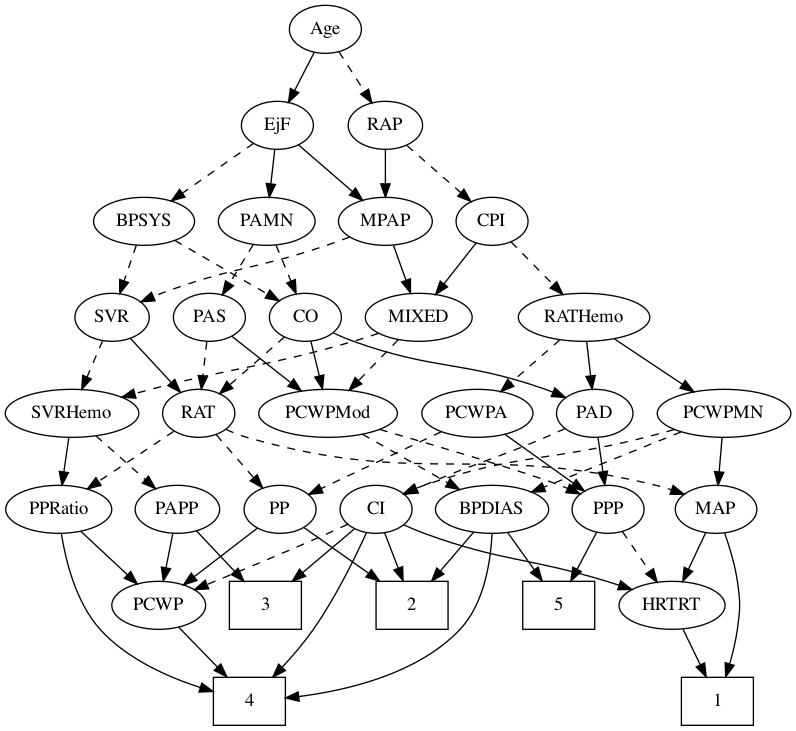 Age
EjF RAP
BPSYS PAMN MPAP CPI
SVR PAS CO MIXED RATHemo
SVRHemo RAT PCWPMod PCWPA PAD PCWPMN
PPRatio PAPP PP CI BPDIAS PPP MAP
PCWP 3 2 5 HRTRT
4 1